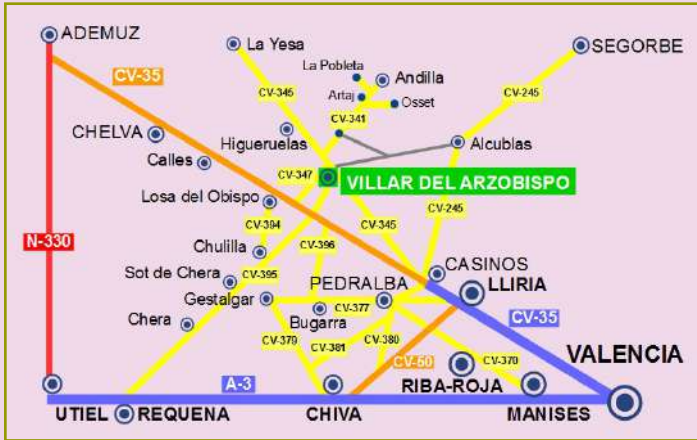 ADEMUZ
La Yesa
SEGORBE
La Pobleta
CV-35
Andilla
CV-345
Artaj
Osset
CV-245
CV-341
CHELVA
Higueruelas
Alcublas
Calles
CV-347
VILLAR DEL ARZOBISPO
Losa del Obispo
CV-394
CV-345
CV-245
N-330
Chulilla
CV-396
Sot de Chera
CV-395
CASINOS
PEDRALBA
LLIRIA
Gestalgar
CV-377
Bugarra
CV-35
Chera
CV-379
CV-381
CV-380
CV-50
CV-370
VALENCIA
A-3
RIBA-ROJA
UTIEL
REQUENA
CHIVA
MANISES